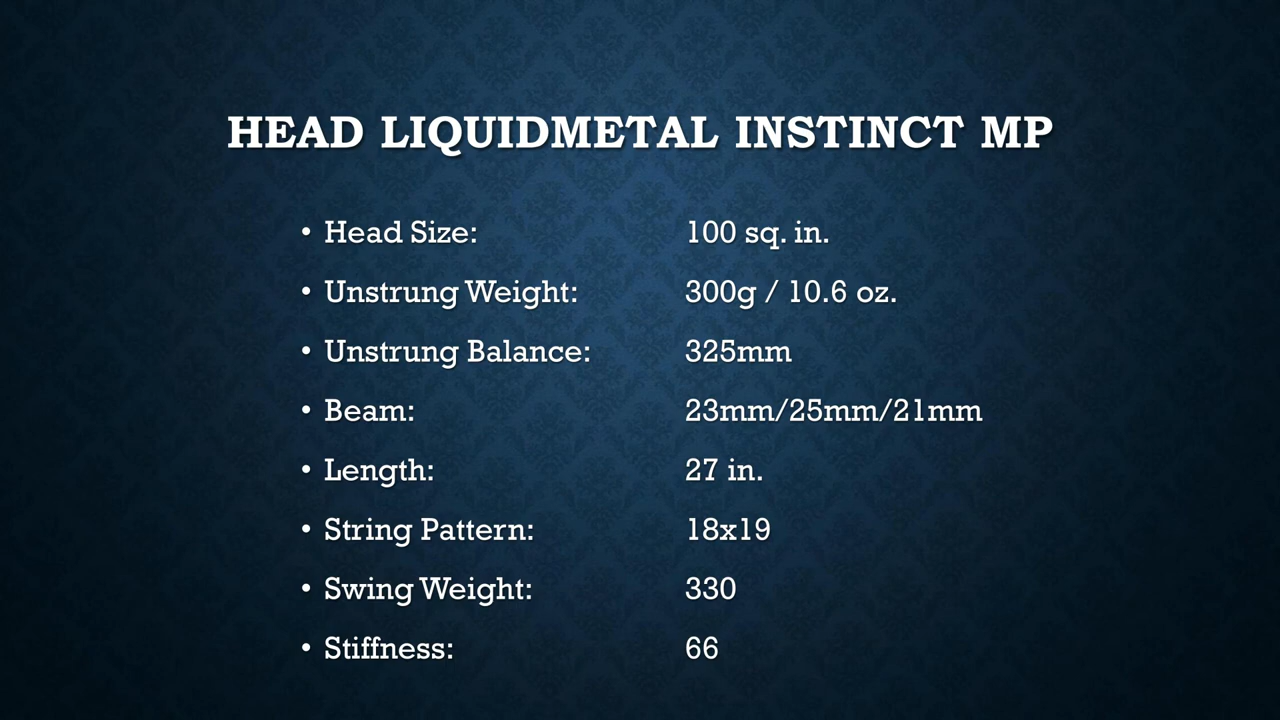 HEAD LIQUIDMETAL INSTINCT MP
• Head Size: 100 sq. in.
• Unstrung Weight: 300g / 10.6 oz.
• Unstrung Balance: 325mm
• Beam: 23mm/25mm/21mm
• Length: 27 in.
• String Pattern: 18x19
• Swing Weight: 330
• Stiffness: 66